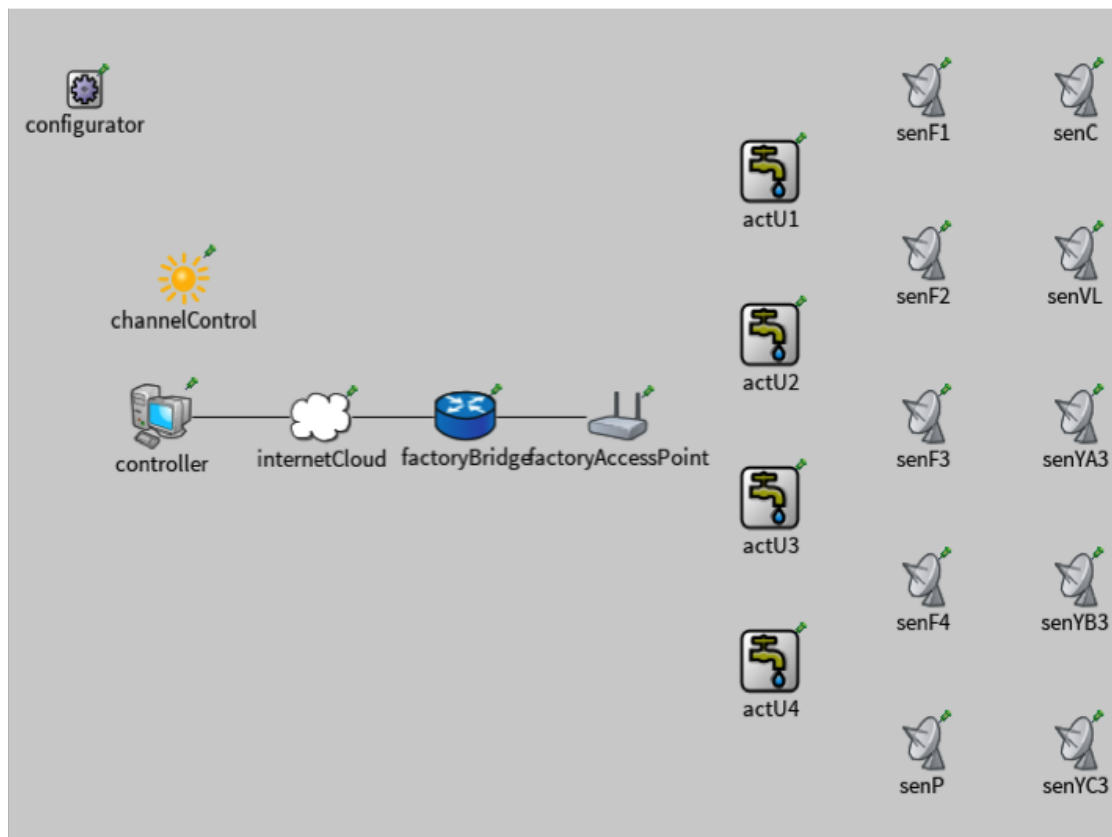 configurator
senF1
senC
actU1
senF2
senVL
channelControl
actU2
controller
internetCloud
factoryBridge
factoryAccessPoint
senF3
senYA3
actU3
senF4
senYB3
actU4
senP
senYC3